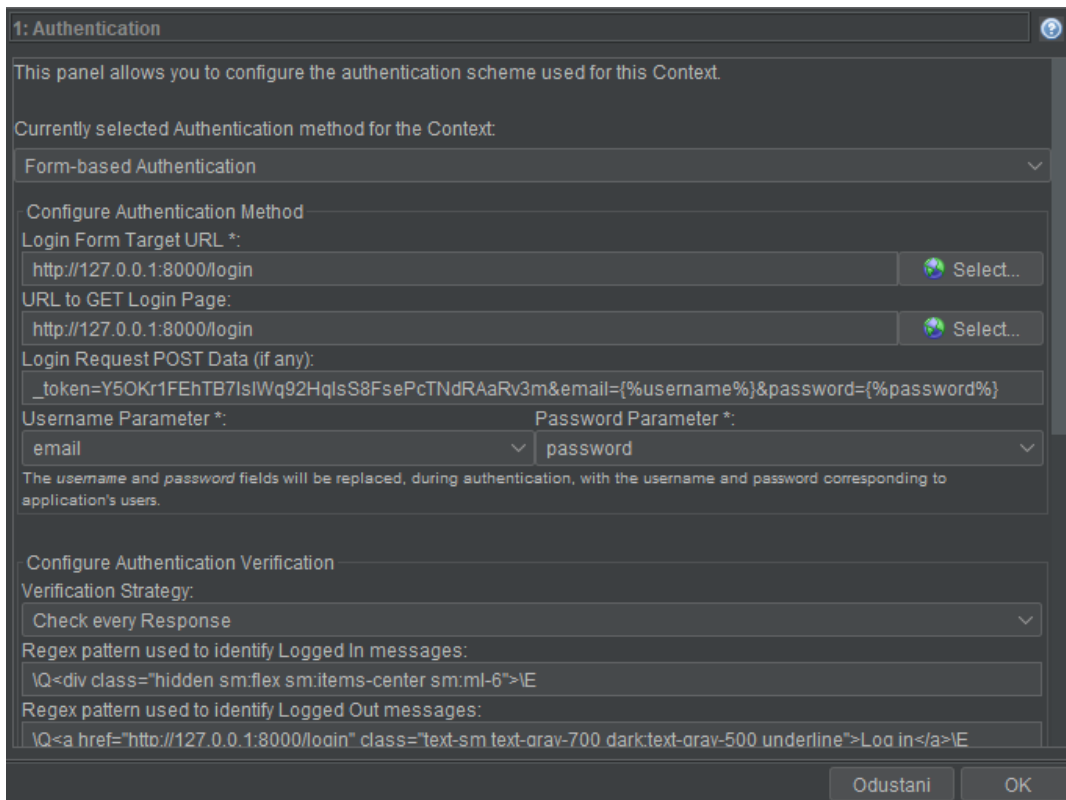 1: Authentication
This panel allows you to configure the authentication scheme used for this Context.
Currently selected Authentication method for the Context:
Form-based Authentication
Configure Authentication Method
Login Form Target URL *:
http://127.0.0.1:8000/login
Select...
URL to GET Login Page:
http://127.0.0.1:8000/login
Select...
Login Request POST Data (if any):
_token=Y5OKr1FEhTB7IsIWq92HqIsS8FsePcTNdRAaRv3m&email={%username%}&password={%password%}
Username Parameter *: Password Parameter *:
email password
The username and password fields will be replaced, during authentication, with the username and password corresponding to
application's users.
Configure Authentication Verification
Verification Strategy:
Check every Response
Regex pattern used to identify Logged In messages:
\Q<div class="hidden sm:flex sm:items-center sm:ml-6">\E
Regex pattern used to identify Logged Out messages:
\Q<a href="http://127.0.0.1:8000/login" class="text-sm text-gray-700 dark:text-gray-500 underline">Log in</a>\E
Odustani OK